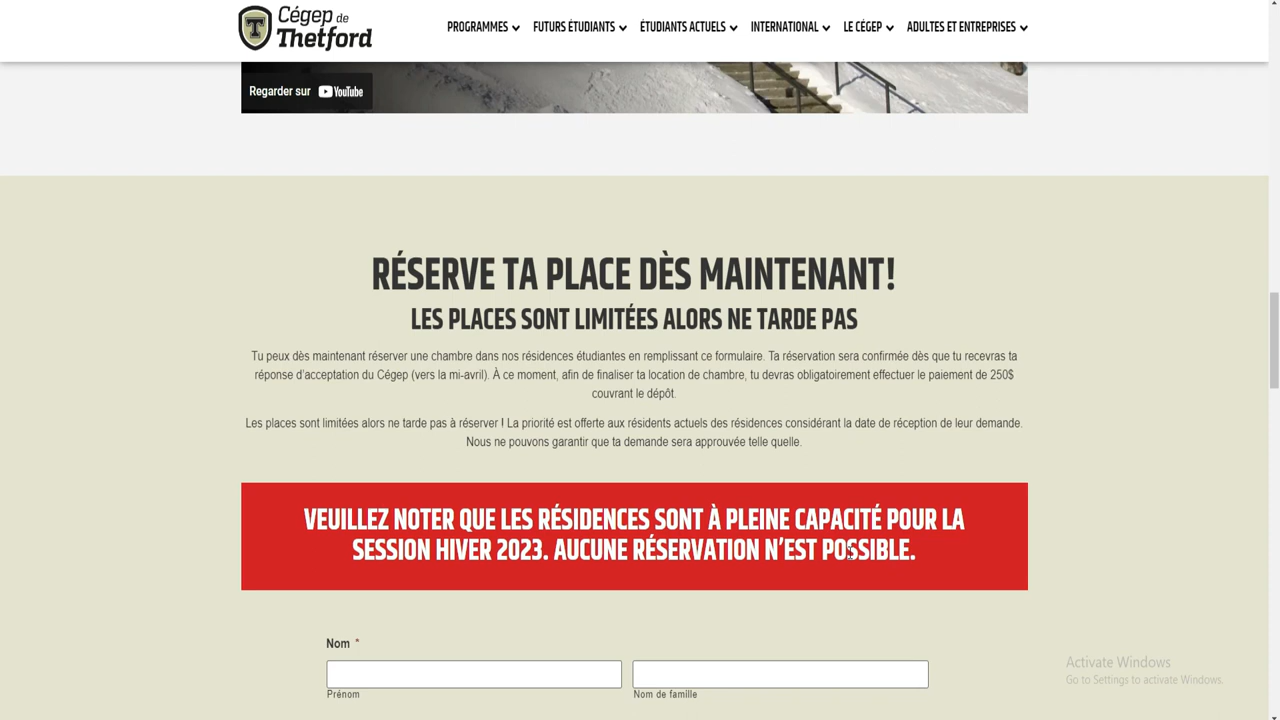 Cégep de
Thetford
PROGRAMMES FUTURS ÉTUDIANTS ÉTUDIANTS ACTUELS INTERNATIONAL LE CÉGEP ADULTES ET ENTREPRISES
Regarder sur YouTube
RÉSERVE TA PLACE DÈS MAINTENANT!
LES PLACES SONT LIMITÉES ALORS NE TARDE PAS
Tu peux dès maintenant réserver une chambre dans nos résidences étudiantes en remplissant ce formulaire. Ta réservation sera confirmée dès que tu recevras ta
réponse d'acceptation du Cégep (vers la mi-avril). À ce moment, afin de finaliser ta location de chambre, tu devras obligatoirement effectuer le paiement de 250$
couvrant le dépôt.
Les places sont limitées alors ne tarde pas à réserver ! La priorité est offerte aux résidents actuels des résidences considérant la date de réception de leur demande.
Nous ne pouvons garantir que ta demande sera approuvée telle quelle.
VEUILLEZ NOTER QUE LES RÉSIDENCES SONT À PLEINE CAPACITÉ POUR LA
SESSION HIVER 2023. AUCUNE RÉSERVATION N'EST POSSIBLE.
Nom *
Prénom Nom de famille
Activate Windows
Go to Settings to activate Windows.